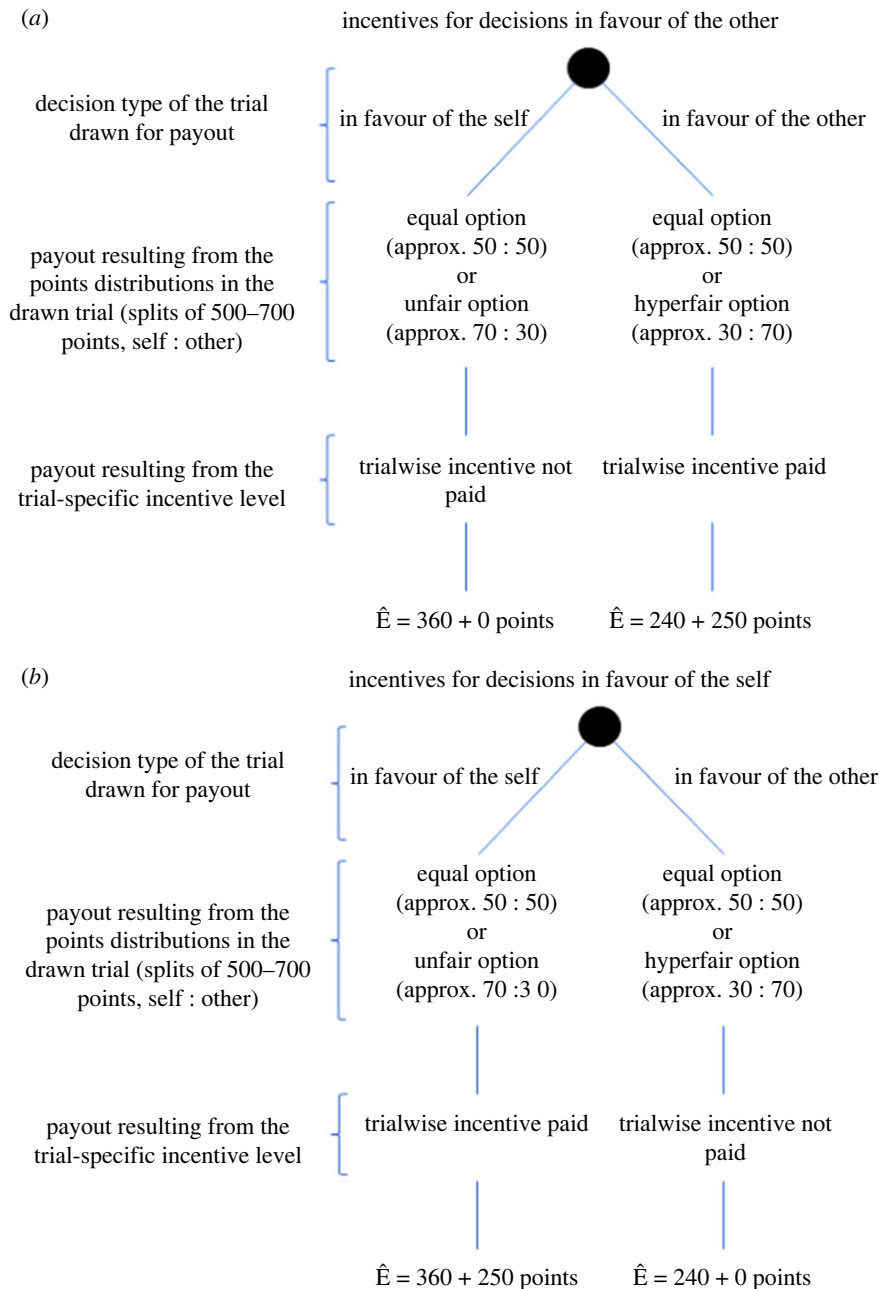 (a)
incentives for decisions in favour of the other
decision type of the trial
drawn for payout
in favour of the self
in favour of the other
payout resulting from the
points distributions in the
drawn trial (splits of 500–700
points, self : other)
equal option
(approx. 50 : 50)
or
unfair option
(approx. 70 : 30)
equal option
(approx. 50 : 50)
or
hyperfair option
(approx. 30 : 70)
payout resulting from the
trial-specific incentive level
trialwise incentive not
paid
trialwise incentive paid
Ê = 360 + 0 points
Ê = 240 + 250 points
(b)
incentives for decisions in favour of the self
decision type of the trial
drawn for payout
in favour of the self
in favour of the other
payout resulting from the
points distributions in the
drawn trial (splits of 500–700
points, self : other)
equal option
(approx. 50 : 50)
or
unfair option
(approx. 70 :3 0)
equal option
(approx. 50 : 50)
or
hyperfair option
(approx. 30 : 70)
payout resulting from the
trial-specific incentive level
trialwise incentive paid
trialwise incentive not
paid
Ê = 360 + 250 points
Ê = 240 + 0 points